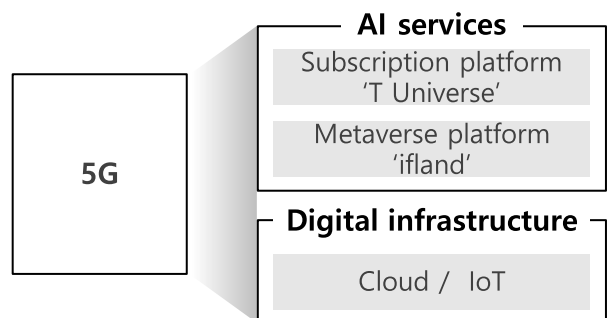 AI services
Subscription platform
‘T Universe’
Metaverse platform
‘ifland’
5G
Digital infrastructure
Cloud / IoT